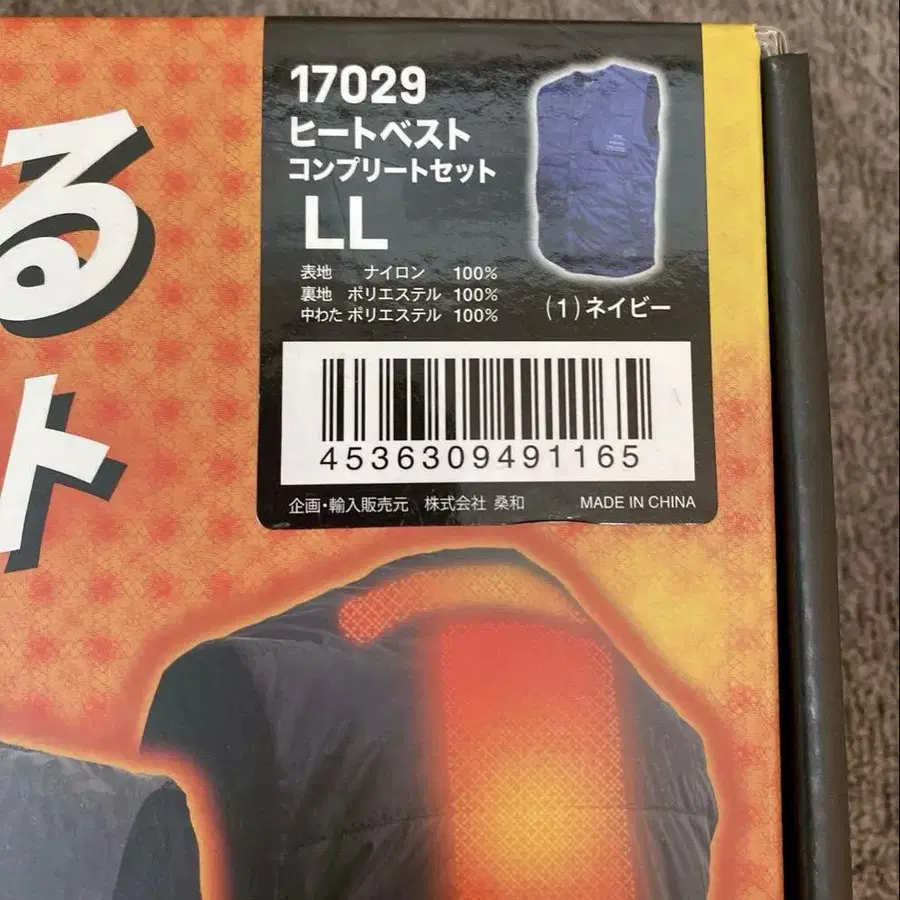 17029
ヒートベスト
コンプリートセット
LL
表地 ナイロン 100%
裏地 ポリエステル 100%
中わた ポリエステル 100%
(1)ネイビー
4536309491165
企画・輸入販売元 株式会社 桑和
MADE IN CHINA
る
ト